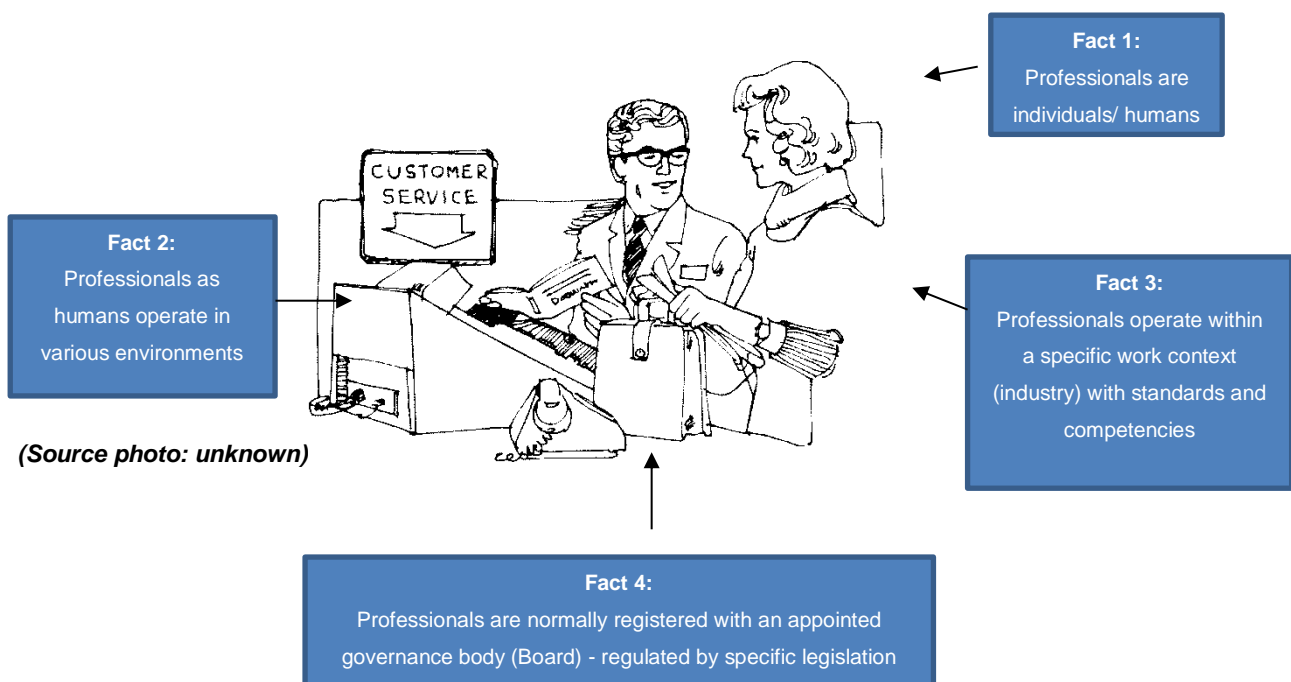 Fact 1:
Professionals are
individuals/ humans
CUSTOMER
SERVICE
Fact 2:
Professionals as
humans operate in
various environments
Fact 3:
Professionals operate within
a specific work context
(industry) with standards and
competencies
(Source photo: unknown)
Fact 4:
Professionals are normally registered with an appointed
governance body (Board) - regulated by specific legislation